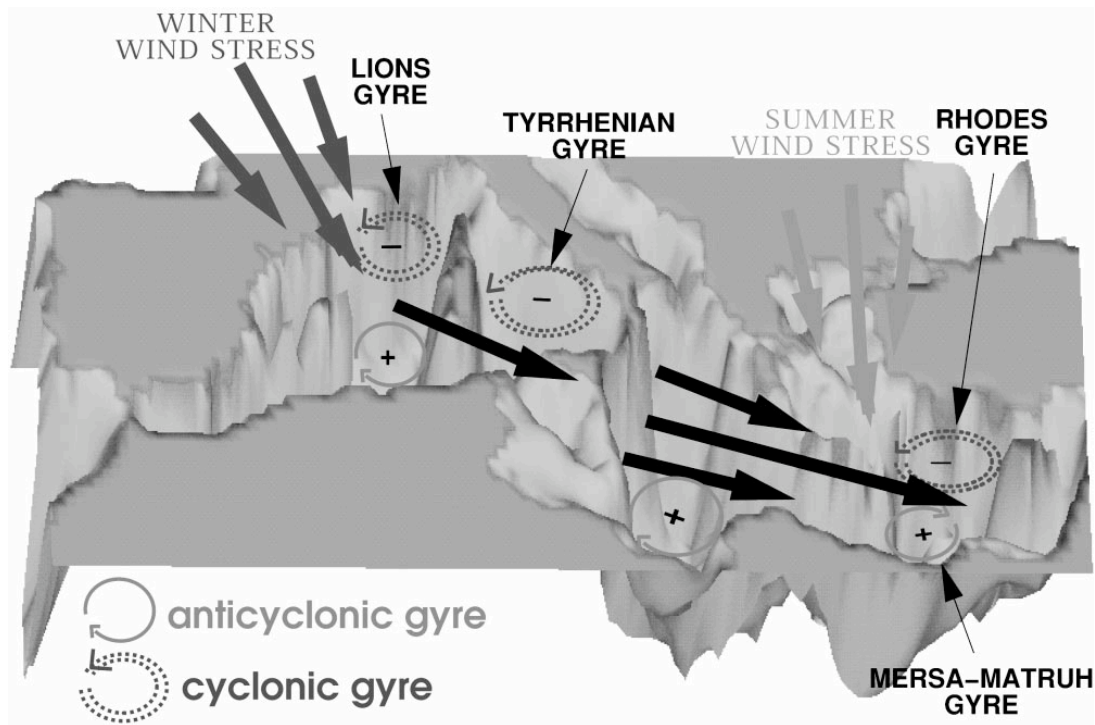 WINTER
WIND STRESS
LIONS
GYRE
TYRRHENIAN
GYRE
SUMMER
WIND STRESS
RHODES
GYRE
−
−
+
−
+
+
anticyclonic gyre
cyclonic gyre
MERSA−MATRUH
GYRE